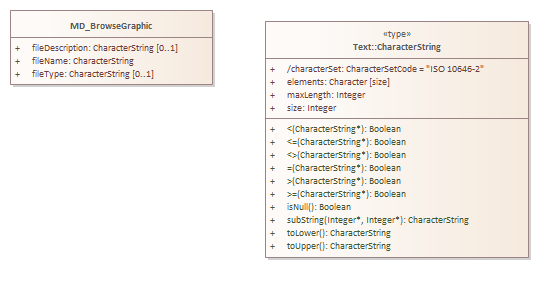 MD_BrowseGraphic
+ fileDescription: CharacterString [0..1]
+ fileName: CharacterString
+ fileType: CharacterString [0..1]
«type»
Text::CharacterString
+ /characterSet: CharacterSetCode = "ISO 10646-2"
+ elements: Character [size]
+ maxLength: Integer
+ size: Integer
+ <(CharacterString*): Boolean
+ <=(CharacterString*): Boolean
+ <>(CharacterString*): Boolean
+ =(CharacterString*): Boolean
+ >(CharacterString*): Boolean
+ >=(CharacterString*): Boolean
+ isNull(): Boolean
+ subString(Integer*, Integer*): CharacterString
+ toLower(): CharacterString
+ toUpper(): CharacterString